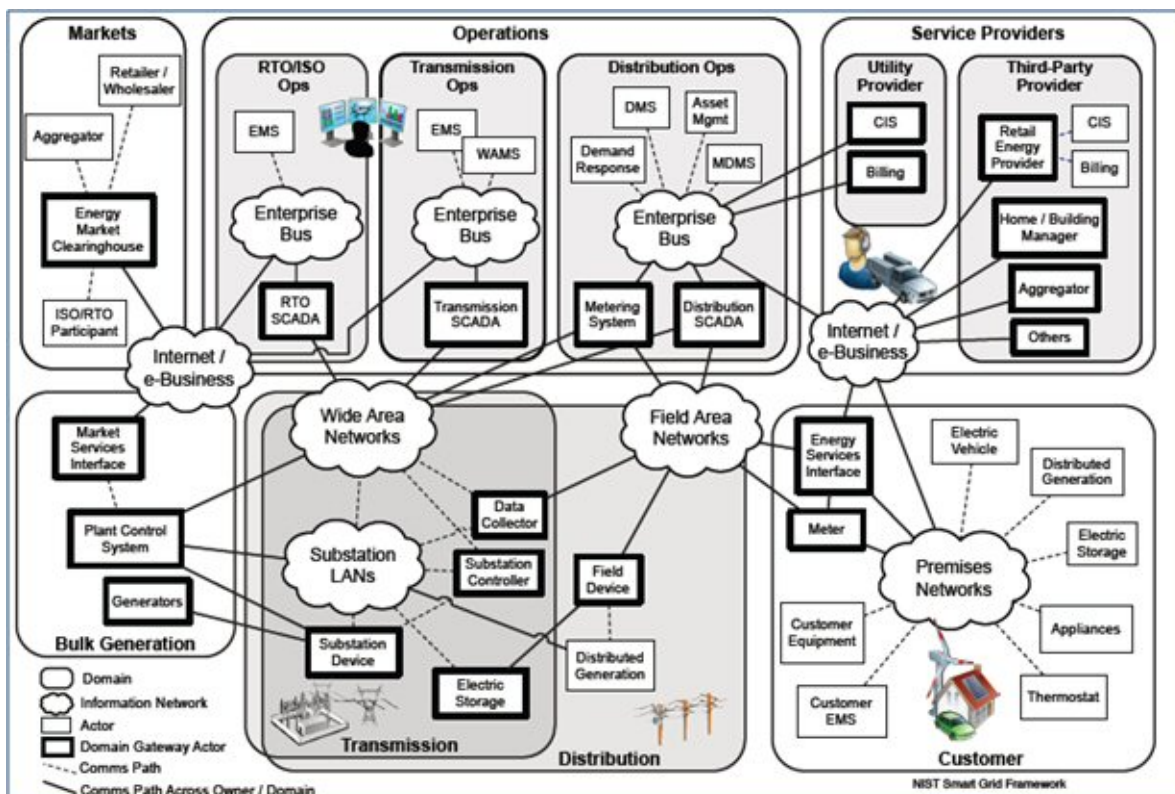 Markets
Retailer /
Wholesaler
Aggregator
Energy
Market
Clearinghouse
ISO/RTO
Participant
Internet /
e-Business
Operations
RTO/ISO
Ops
EMS
Enterprise
Bus
RTO
SCADA
Transmission
Ops
EMS
WAMS
Enterprise
Bus
Transmission
SCADA
Distribution Ops
DMS
Asset
Mgmt
Demand
Response
MDMS
Enterprise
Bus
Metering
System
Distribution
SCADA
Service Providers
Utility
Provider
CIS
Billing
Third-Party
Provider
Retail
Energy
Provider
CIS
Billing
Home / Building
Manager
Aggregator
Others
Internet /
e-Business
Market
Services
Interface
Plant Control
System
Generators
Bulk Generation
Wide Area
Networks
Substation
LANs
Data
Collector
Substation
Controller
Substation
Device
Electric
Storage
Transmission
Field Area
Networks
Field
Device
Distributed
Generation
Distribution
Energy
Services
Interface
Meter
Electric
Vehicle
Distributed
Generation
Electric
Storage
Premises
Networks
Customer
Equipment
Appliances
Customer
EMS
Thermostat
Customer
Domain
Information Network
Actor
Domain Gateway Actor
Comms Path
Comms Path Across Owner / Domain
NIST Smart Grid Framework